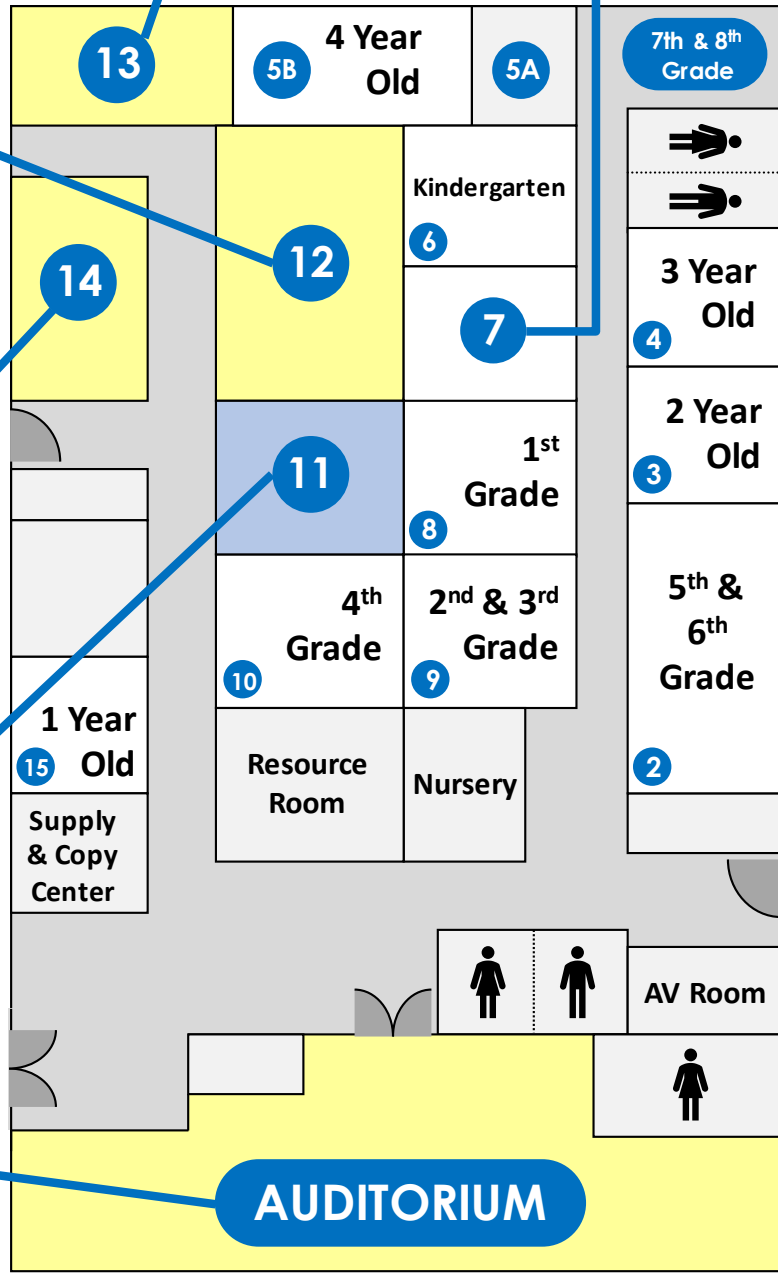 13
5B
4 Year
Old
5A
7th & 8th
Grade
Kindergarten
6
12
14
7
3 Year
Old
4
2 Year
Old
3
11
1st
Grade
8
4th
Grade
10
2nd & 3rd
Grade
9
5th &
6th
Grade
2
1 Year
Old
15
Resource
Room
Nursery
Supply
& Copy
Center
AV Room
AUDITORIUM